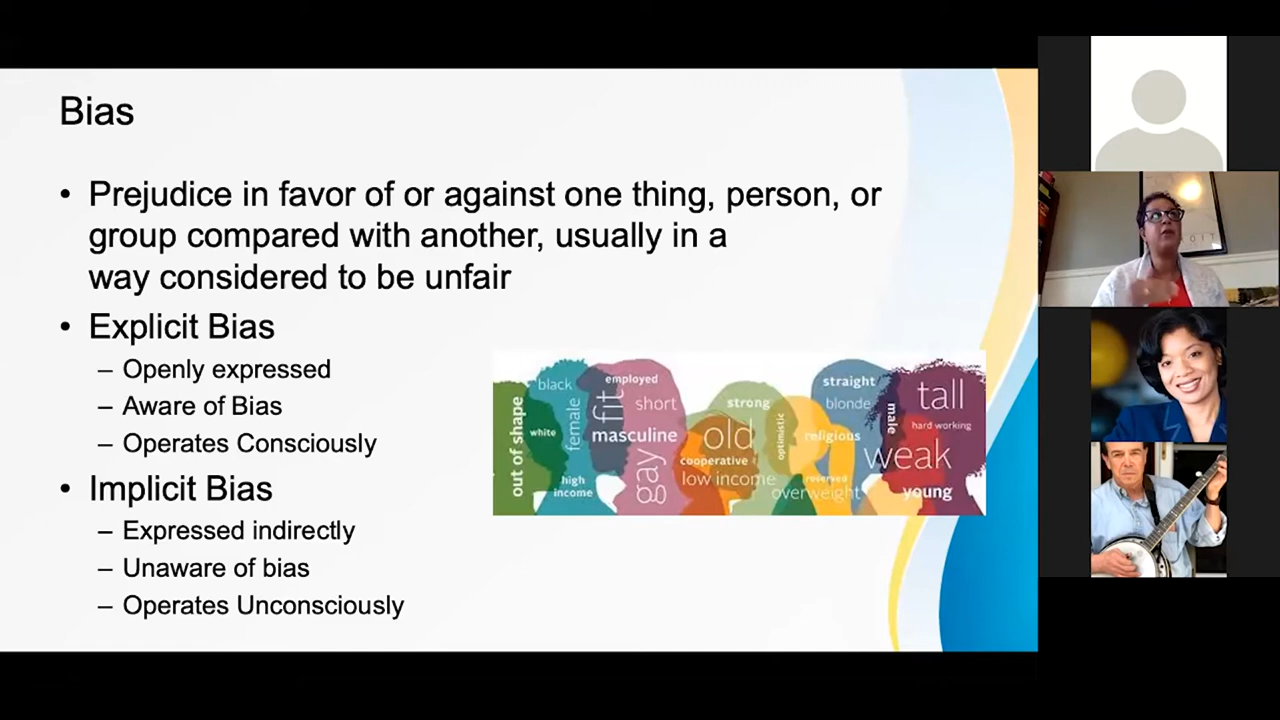 Bias
• Prejudice in favor of or against one thing, person, or
group compared with another, usually in a
way considered to be unfair
• Explicit Bias
– Openly expressed
– Aware of Bias
– Operates Consciously
• Implicit Bias
– Expressed indirectly
– Unaware of bias
– Operates Unconsciously
out of shape
black
white
female
high
income
fit
employed
short
masculine
gay
strong
old
cooperative
low income
optimistic
religious
reserved
overweight
straight
blonde
male
tall
hard working
weak
young
OIT